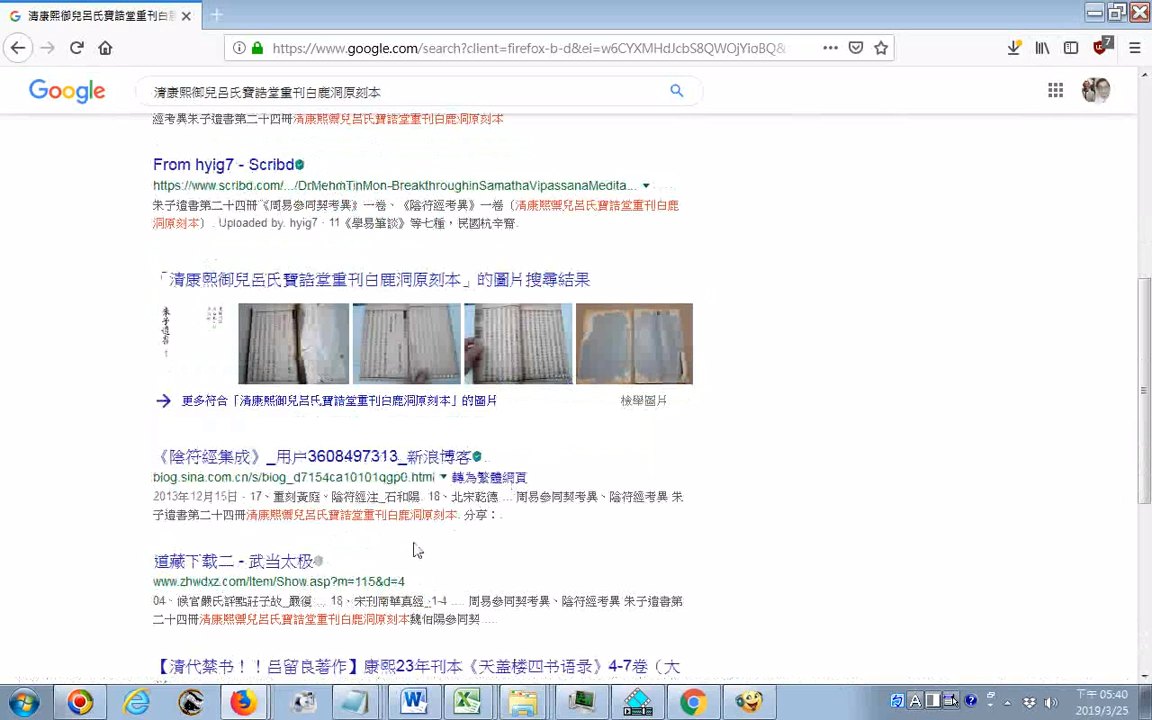 清康熙御兒呂氏寶誥堂重刊白
https://www.google.com/search?client=firefox-b-d&ei=w6CYXMHdJcbS8QWOjYioBQ&
7
Google
清康熙御兒呂氏寶誥堂重刊白鹿洞原刻本
經考異朱子遺書第二十四冊清康熙禦兒呂氏寶誥堂重刊白鹿洞原刻本
From hyig7 - Scribd
https://www.scribd.com/.../DrMehmTinMon-BreakthroughinSamathaVipassanaMedita...
朱子遺書第二十四冊《周易參同契考異》一卷、《陰符經考異》一卷（清康熙禦兒呂氏寶誥堂重刊白鹿
洞原刻本）. Uploaded by. hyig7 · 11《學易筆談》等七種，民國杭辛齋.
「清康熙御兒呂氏寶誥堂重刊白鹿洞原刻本」的圖片搜尋結果
朱子遺書
更多符合「清康熙御兒呂氏寶誥堂重刊白鹿洞原刻本」的圖片
檢舉圖片
《陰符經集成》_用戶3608497313_新浪博客
blog.sina.com.cn/s/blog_d7154ca10101qgp0.html 轉為繁體網頁
2013年12月15日 - 17、重刻黃庭。陰符經注_石和陽. 18、北宋乾德 ... 周易參同契考異、陰符經考異 朱
子遺書第二十四冊清康熙禦兒呂氏寶誥堂重刊白鹿洞原刻本. 分享：.
道藏下载二 - 武当太极
www.zhwdxz.com/Item/Show.asp?m=115&d=4
04、候官嚴氏評點莊子故_嚴復 ... 18、宋刊南華真經_1-4 .... 周易參同契考異、陰符經考異 朱子遺書第
二十四冊清康熙禦兒呂氏寶誥堂重刊白鹿洞原刻本魏伯陽參同契 ....
【清代禁书！！吕留良著作】康熙23年刊本《天盖楼四书语录》4-7卷（大
下午 05:40
2019/3/25